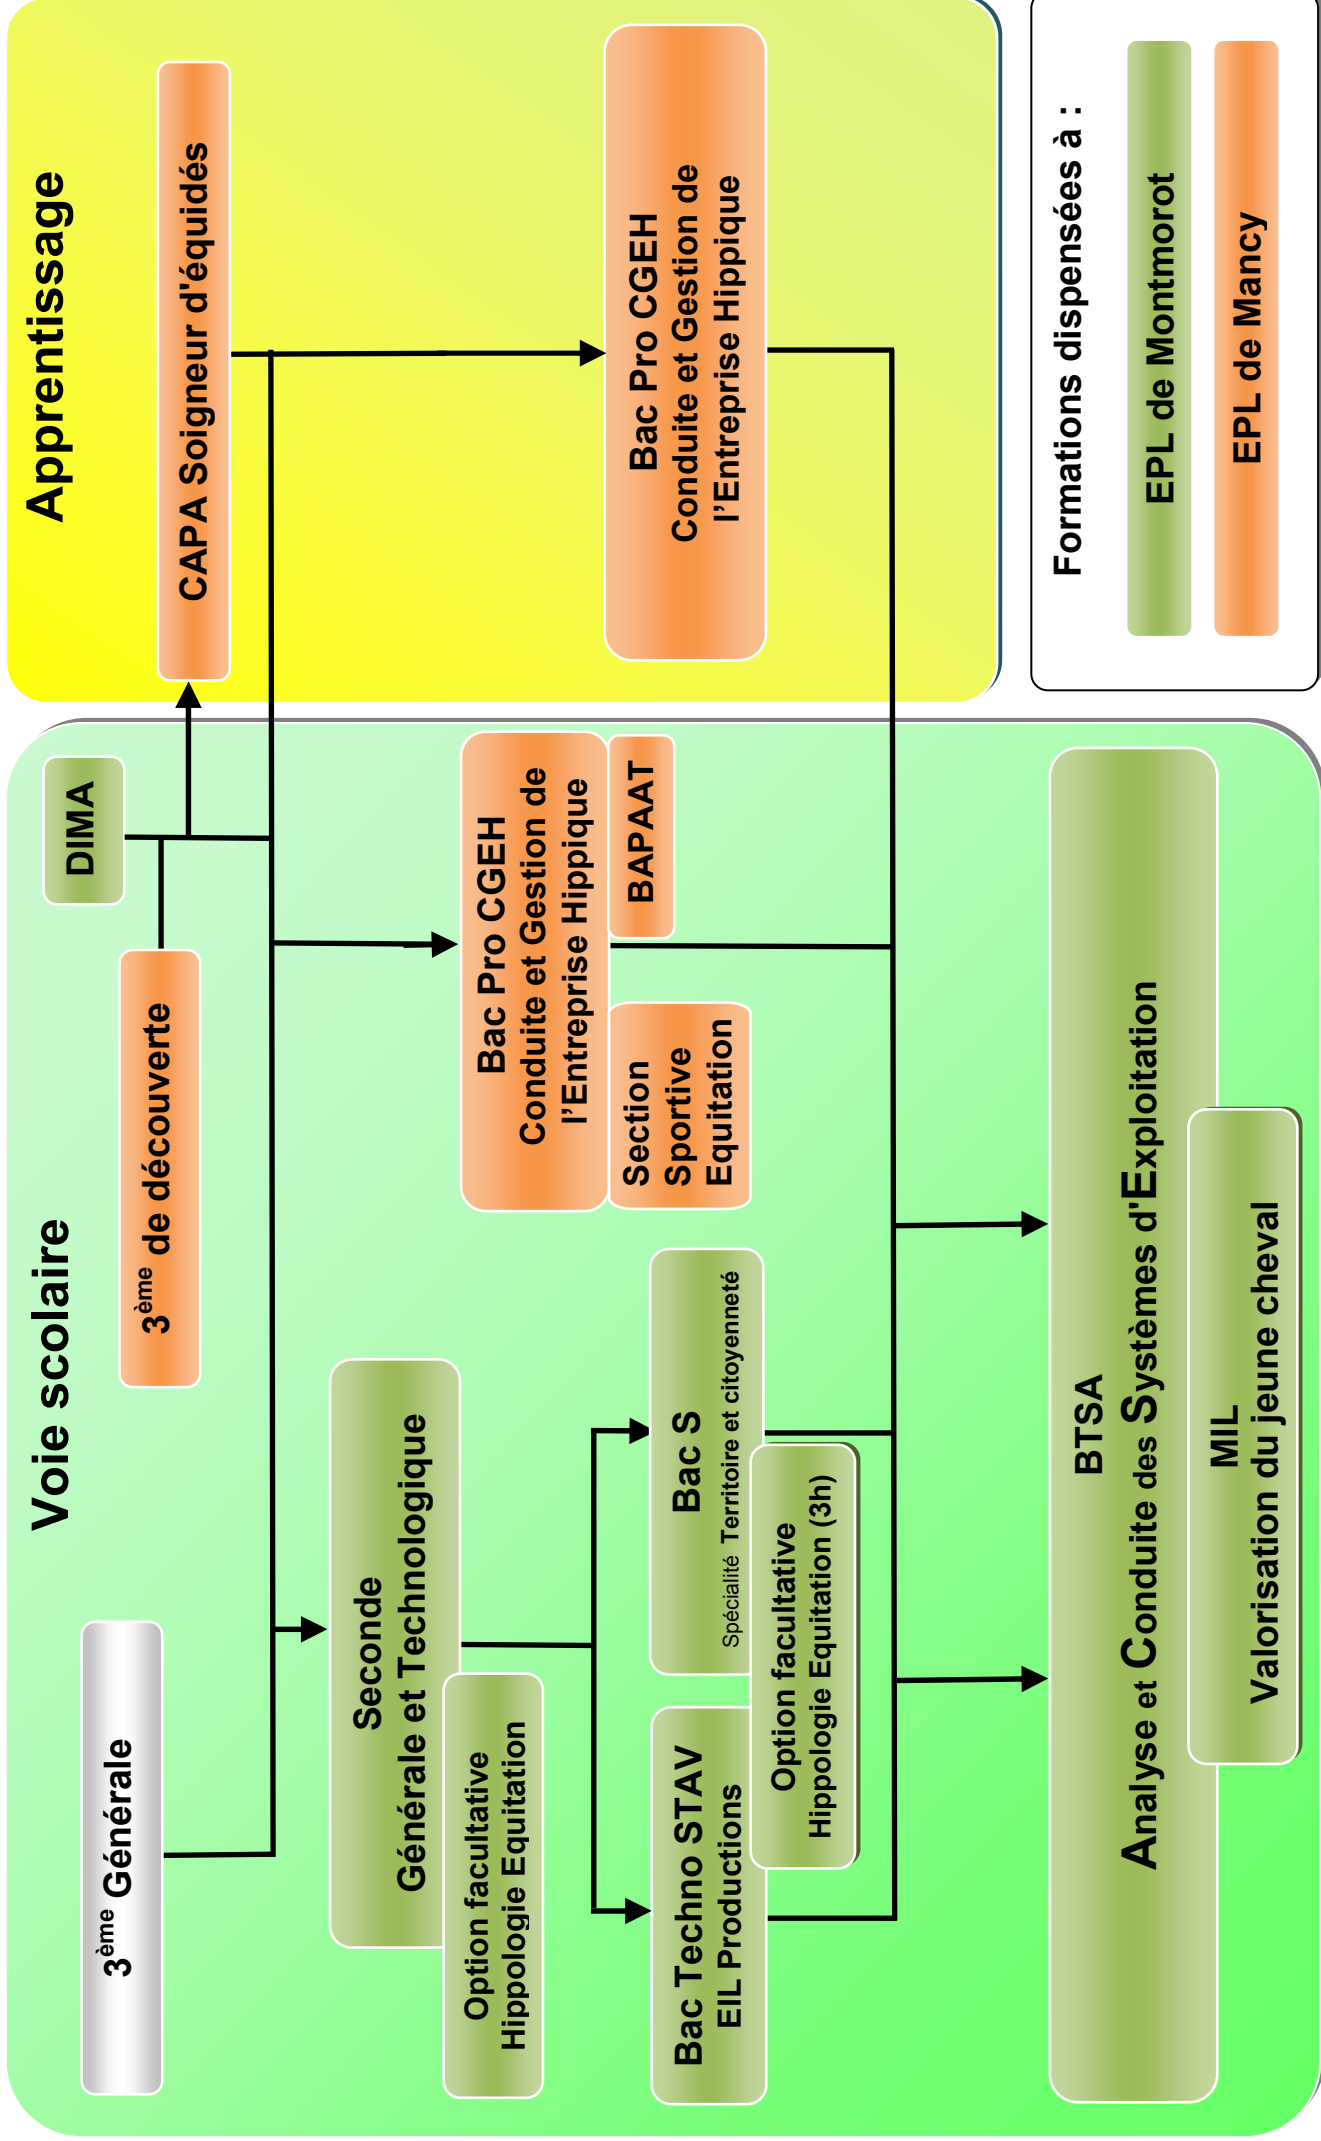 Voie scolaire
Apprentissage
DIMA
3ème Générale
3ème de découverte
CAPA Soigneur d'équidés
Seconde
Générale et Technologique
Option facultative
Hippologie Equitation
Bac Pro CGEH
Conduite et Gestion de
l’Entreprise Hippique
Section
Sportive
Equitation
BAPAAT
Bac Pro CGEH
Conduite et Gestion de
l’Entreprise Hippique
Bac Techno STAV
EIL Productions
Bac S
Spécialité Territoire et citoyenneté
Option facultative
Hippologie Equitation (3h)
BTSA
Analyse et Conduite des Systèmes d'Exploitation
MIL
Valorisation du jeune cheval
Formations dispensées à :
EPL de Montmorot
EPL de Mancy